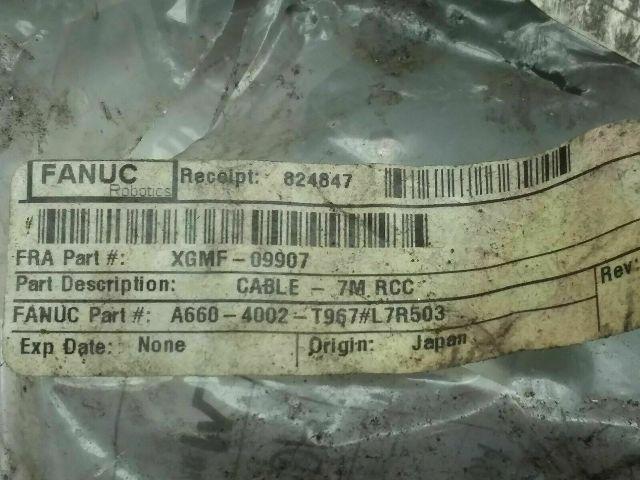 FANUC
Robotics
Receipt: 824847
#
FRA Part #: XGMF-09907
Part Description: CABLE - 7M RCC
Rev:
FANUC Part #: A660-4002-T967#L7R503
Exp Date: None
Origin: Japan